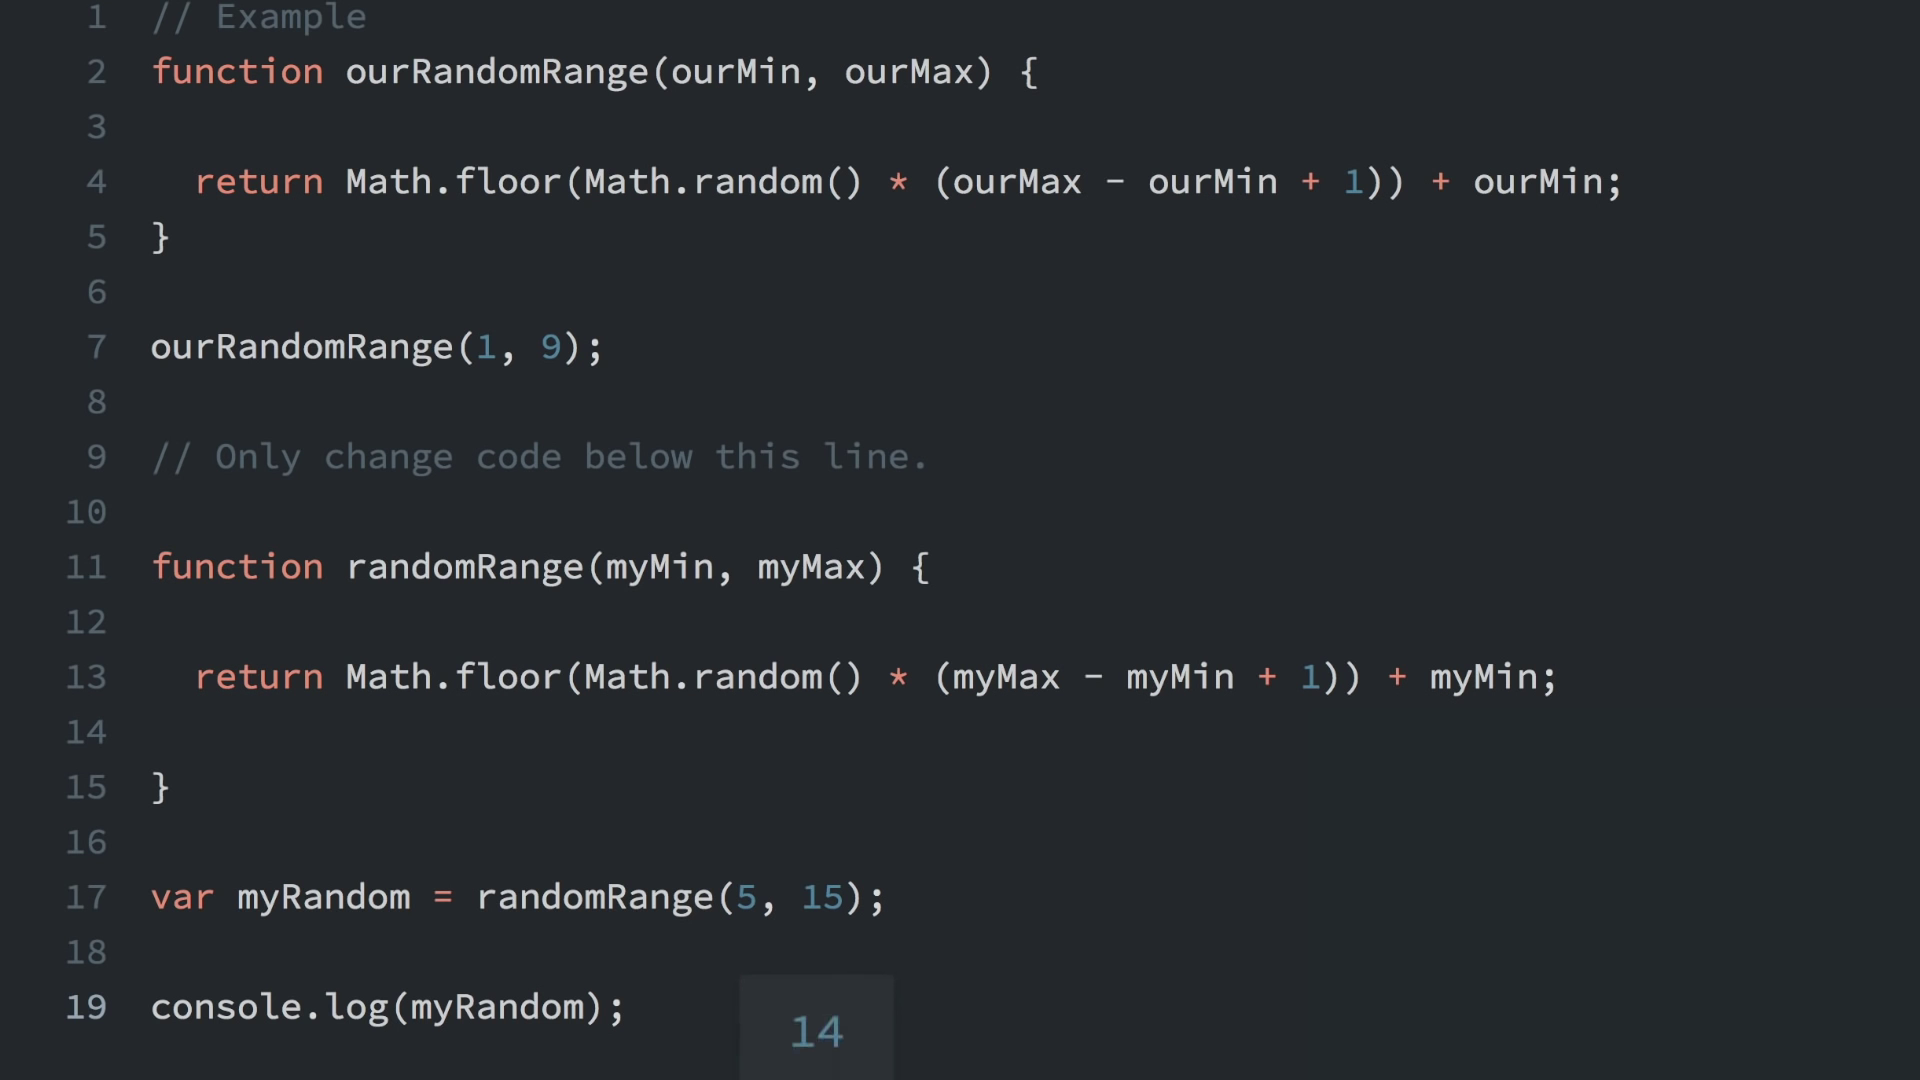 1 // Example
2 function ourRandomRange(ourMin, ourMax) {
3
4 return Math.floor(Math.random() * (ourMax - ourMin + 1)) + ourMin;
5 }
6
7 ourRandomRange(1, 9);
8
9 // Only change code below this line.
10
11 function randomRange(myMin, myMax) {
12
13 return Math.floor(Math.random() * (myMax - myMin + 1)) + myMin;
14
15 }
16
17 var myRandom = randomRange(5, 15);
18
19 console.log(myRandom);
14